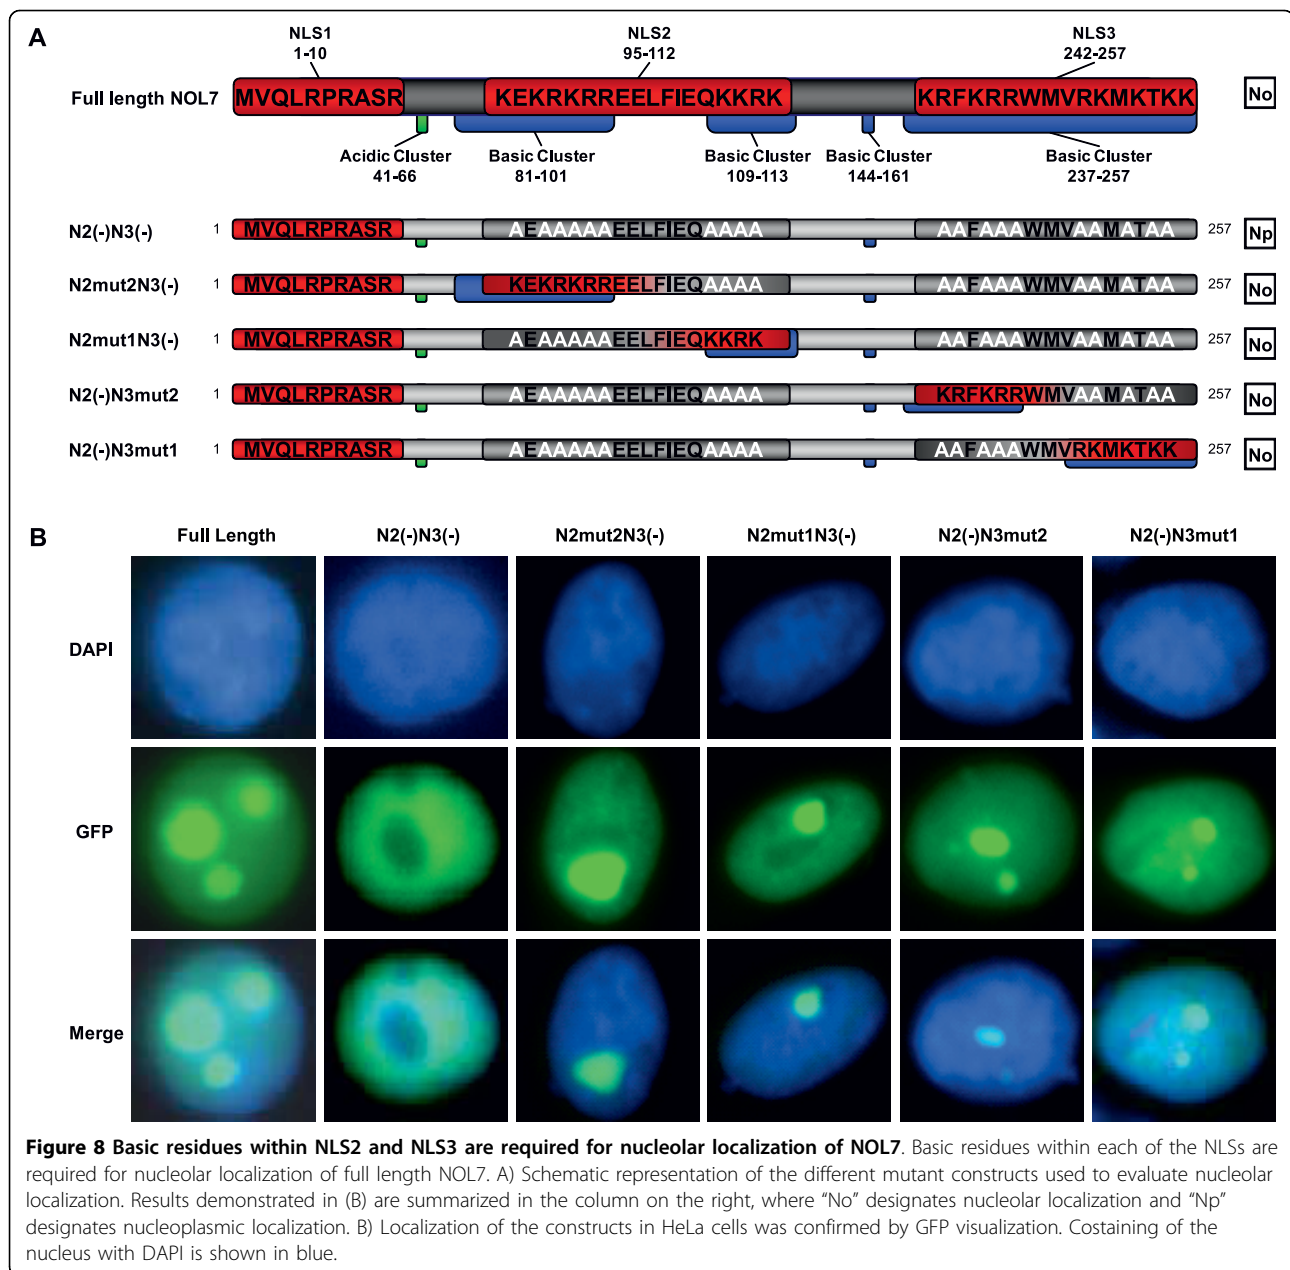 A
NLS1
1-10
NLS2
95-112
NLS3
242-257
Full length NOL7
MVQLRPRASR
KEKRKRREELFIEQKKRK
KRFKRRWMVRKMKTKK
No
Acidic Cluster
41-66
Basic Cluster
81-101
Basic Cluster
109-113
Basic Cluster
144-161
Basic Cluster
237-257
N2(-)N3(-) 1 MVQLRPRASR AEAAAAAEELFIEQAAAA AAFAAAWMVAAMATAA 257 Np
N2mut2N3(-) 1 MVQLRPRASR KEKRKRREELFIEQAAAA AAFAAAWMVAAMATAA 257 No
N2mut1N3(-) 1 MVQLRPRASR AEAAAAAEELFIEQKKRK AAFAAAWMVAAMATAA 257 No
N2(-)N3mut2 1 MVQLRPRASR AEAAAAAEELFIEQAAAA KRFKRRWMVAAMATAA 257 No
N2(-)N3mut1 1 MVQLRPRASR AEAAAAAEELFIEQAAAA AAFAAAWMVRKMKTKK 257 No
B
Full Length N2(-)N3(-) N2mut2N3(-) N2mut1N3(-) N2(-)N3mut2 N2(-)N3mut1
DAPI
GFP
Merge
Figure 8 Basic residues within NLS2 and NLS3 are required for nucleolar localization of NOL7. Basic residues within each of the NLSs are
required for nucleolar localization of full length NOL7. A) Schematic representation of the different mutant constructs used to evaluate nucleolar
localization. Results demonstrated in (B) are summarized in the column on the right, where “No” designates nucleolar localization and “Np”
designates nucleoplasmic localization. B) Localization of the constructs in HeLa cells was confirmed by GFP visualization. Costaining of the
nucleus with DAPI is shown in blue.